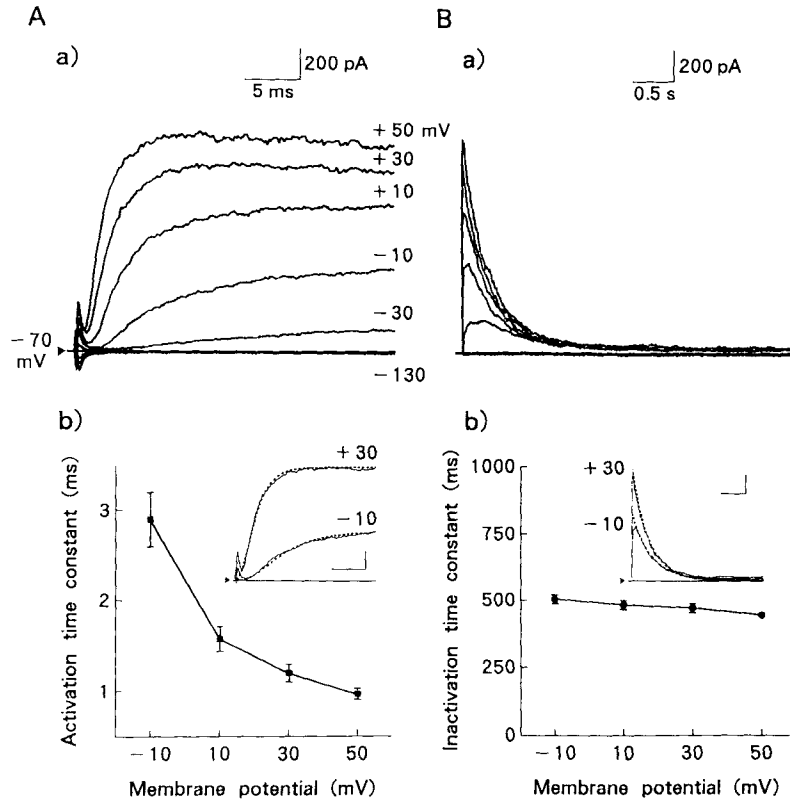 A
a)
200 pA
5 ms
+ 50 mV
+ 30
+ 10
− 10
− 30
− 70
mV
− 130
B
a)
200 pA
0.5 s
b)
Activation time constant (ms)
3
2
1
+ 30
− 10
− 10 10 30 50
Membrane potential (mV)
b)
Inactivation time constant (ms)
1000
750
500
250
0
+ 30
− 10
− 10 10 30 50
Membrane potential (mV)